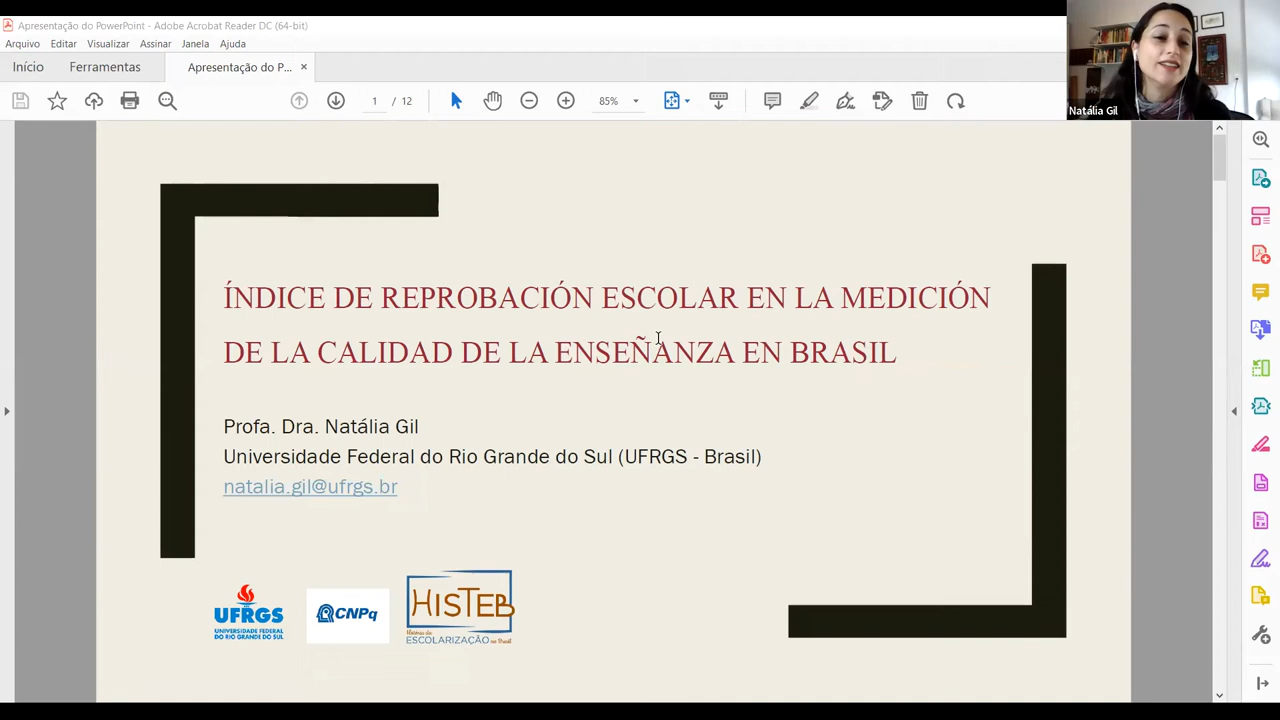 Apresentação do PowerPoint - Adobe Acrobat Reader DC (64-bit)
Arquivo Editar Visualizar Assinar Janela Ajuda
Início Ferramentas Apresentação do P... ×
1 / 12 85%
Natália Gil
ÍNDICE DE REPROBACIÓN ESCOLAR EN LA MEDICIÓN
DE LA CALIDAD DE LA ENSEÑANZA EN BRASIL
Profa. Dra. Natália Gil
Universidade Federal do Rio Grande do Sul (UFRGS - Brasil)
natalia.gil@ufrgs.br
UFRGS
UNIVERSIDADE FEDERAL
DO RIO GRANDE DO SUL
CNPq
HISTEB
História da
ESCOLARIZAÇÃO no Brasil